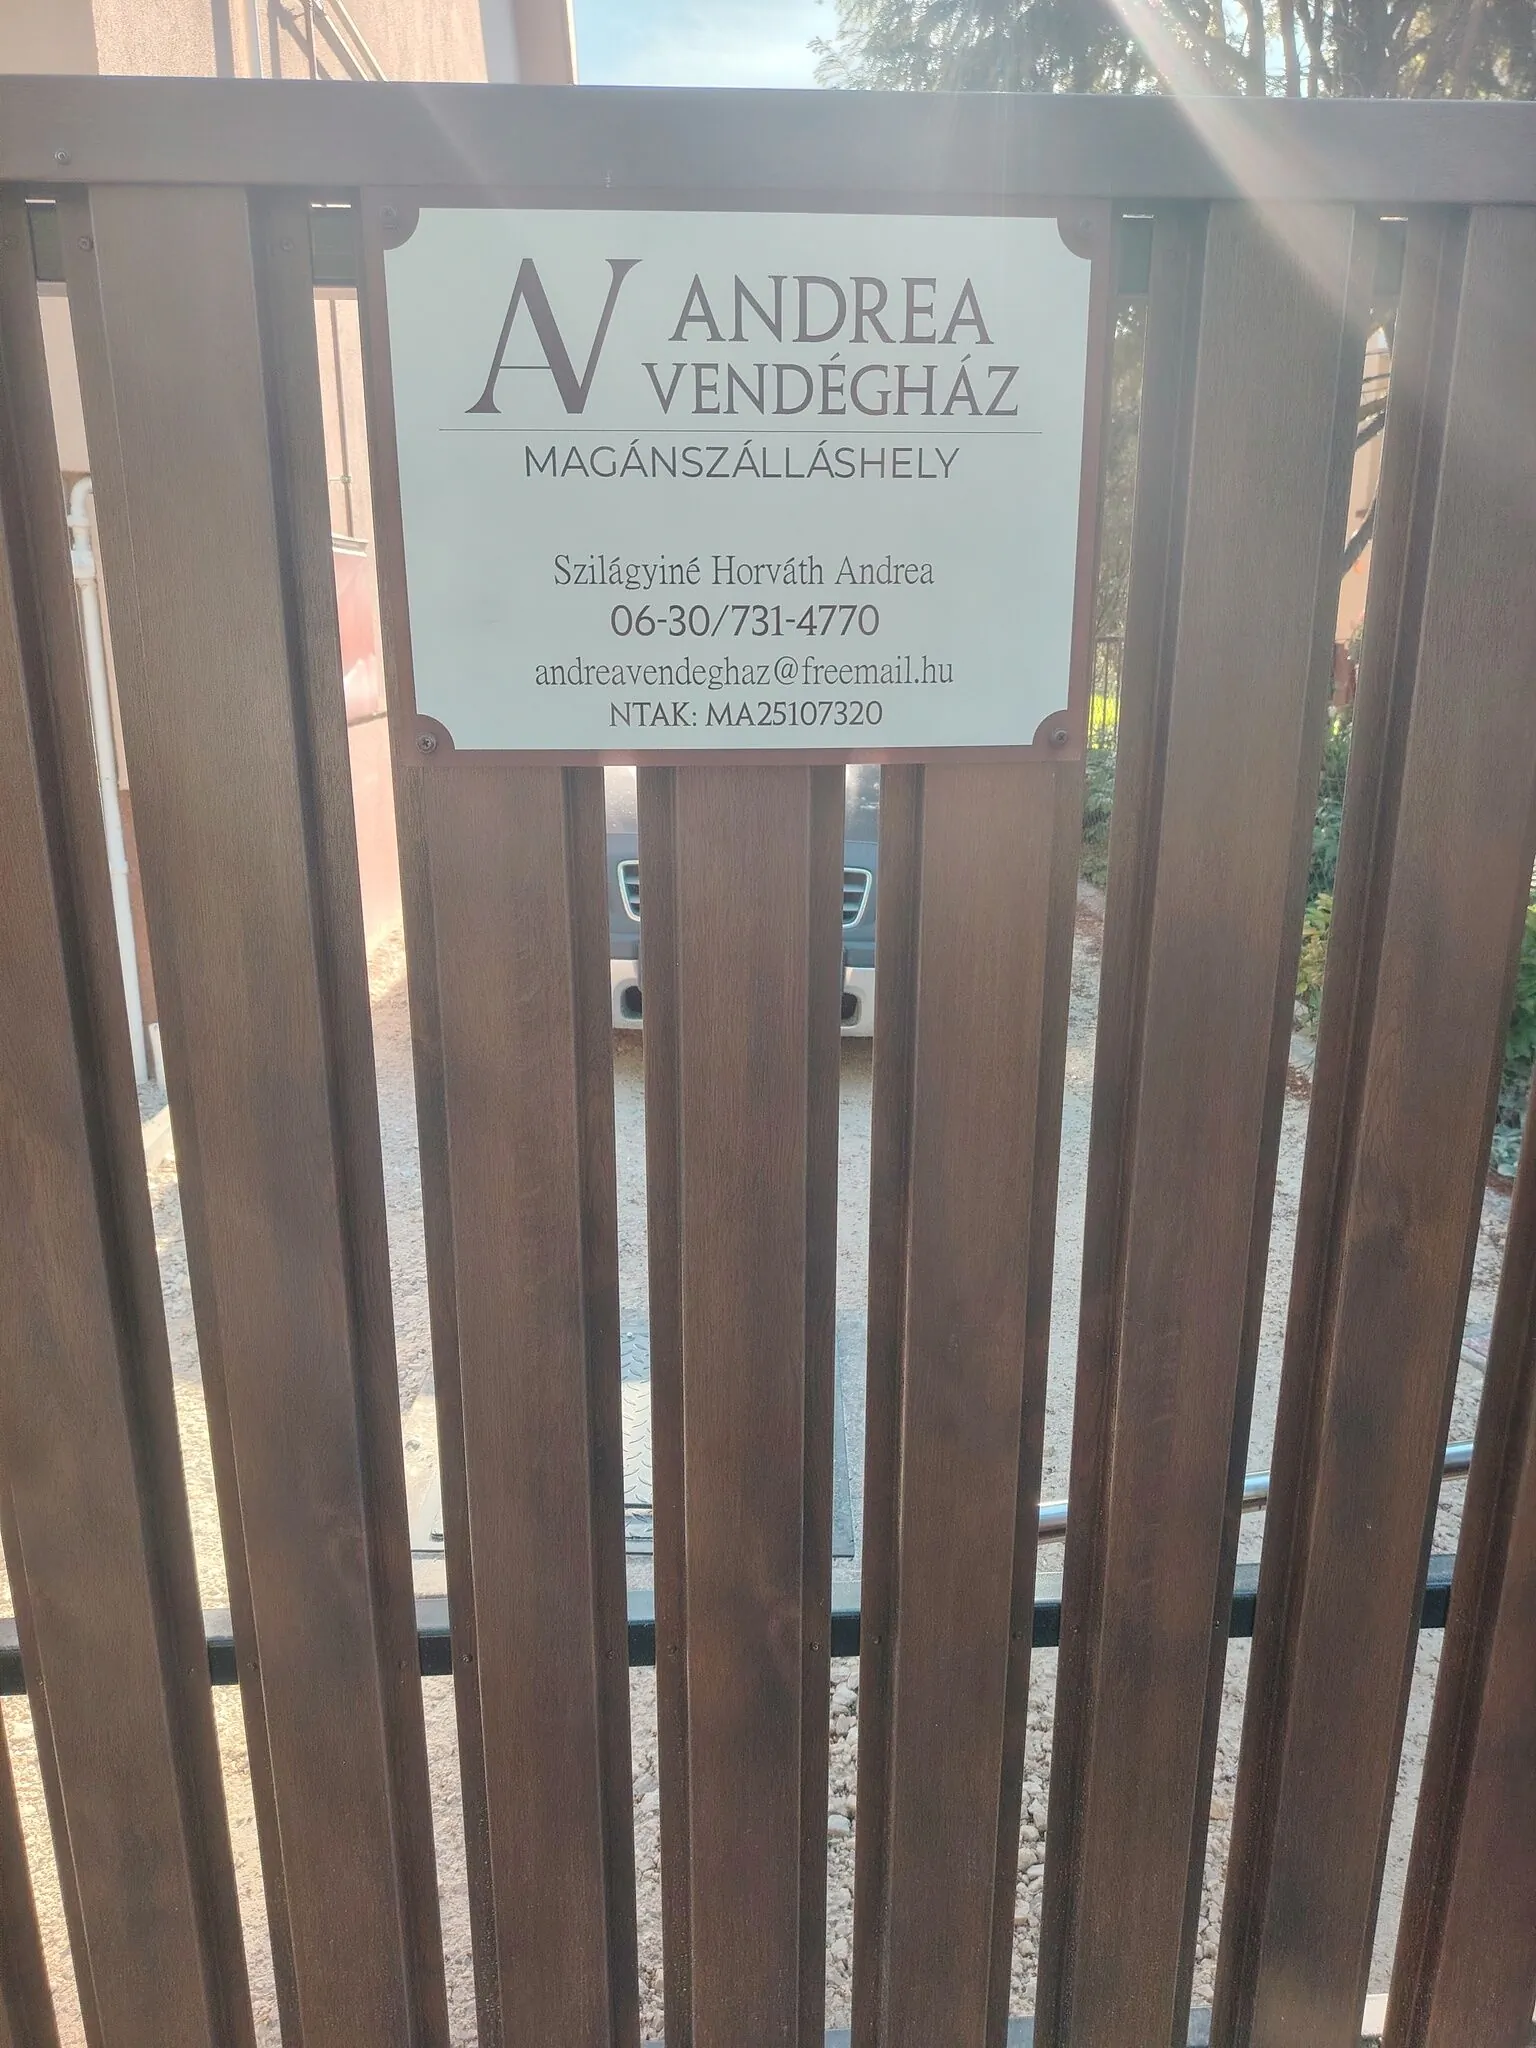 AV ANDREA
VENDÉGHÁZ
MAGÁNSZÁLLÁSHELY
Szilágyiné Horváth Andrea
06-30/731-4770
andreavendeghaz@freemail.hu
NTAK: MA25107320